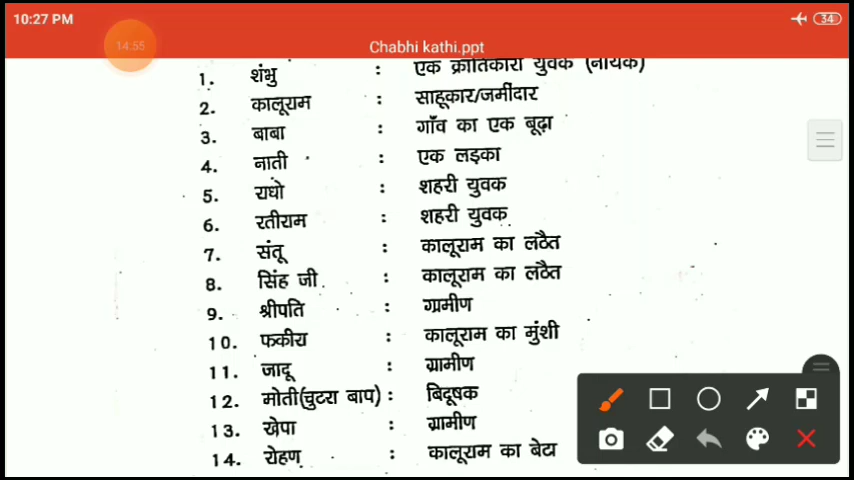 10:27 PM
34
14:55
Chabhi kathi.ppt
1. शंभु : एक क्रांतिकारी युवक (नायक)
2. कालूराम : साहूकार/जमींदार
3. बाबा : गाँव का एक बूढ़ा
4. नाती : एक लड़का
5. राधो : शहरी युवक
6. रतीराम : शहरी युवक
7. संतू : कालूराम का लठैत
8. सिंह जी : कालूराम का लठैत
9. श्रीपति : ग्रामीण
10. फकीरा : कालूराम का मुंशी
11. जादू : ग्रामीण
12. मोती(चुटरा बाप) : बिदूषक
13. खेपा : ग्रामीण
14. रोहण : कालूराम का बेटा